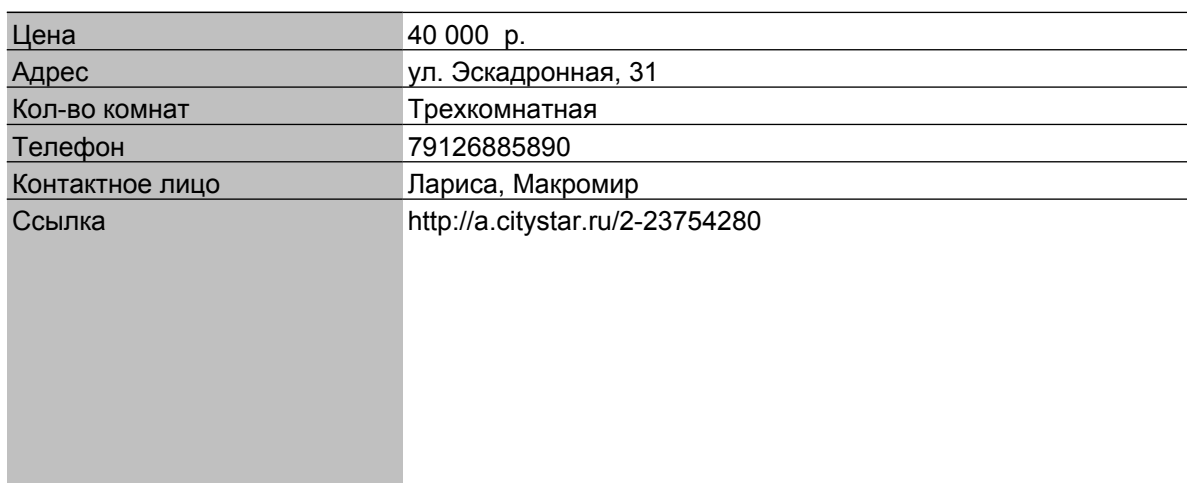 Цена 40 000 р.
Адрес ул. Эскадронная, 31
Кол-во комнат Трехкомнатная
Телефон 79126885890
Контактное лицо Лариса, Макромир
Ссылка http://a.citystar.ru/2-23754280